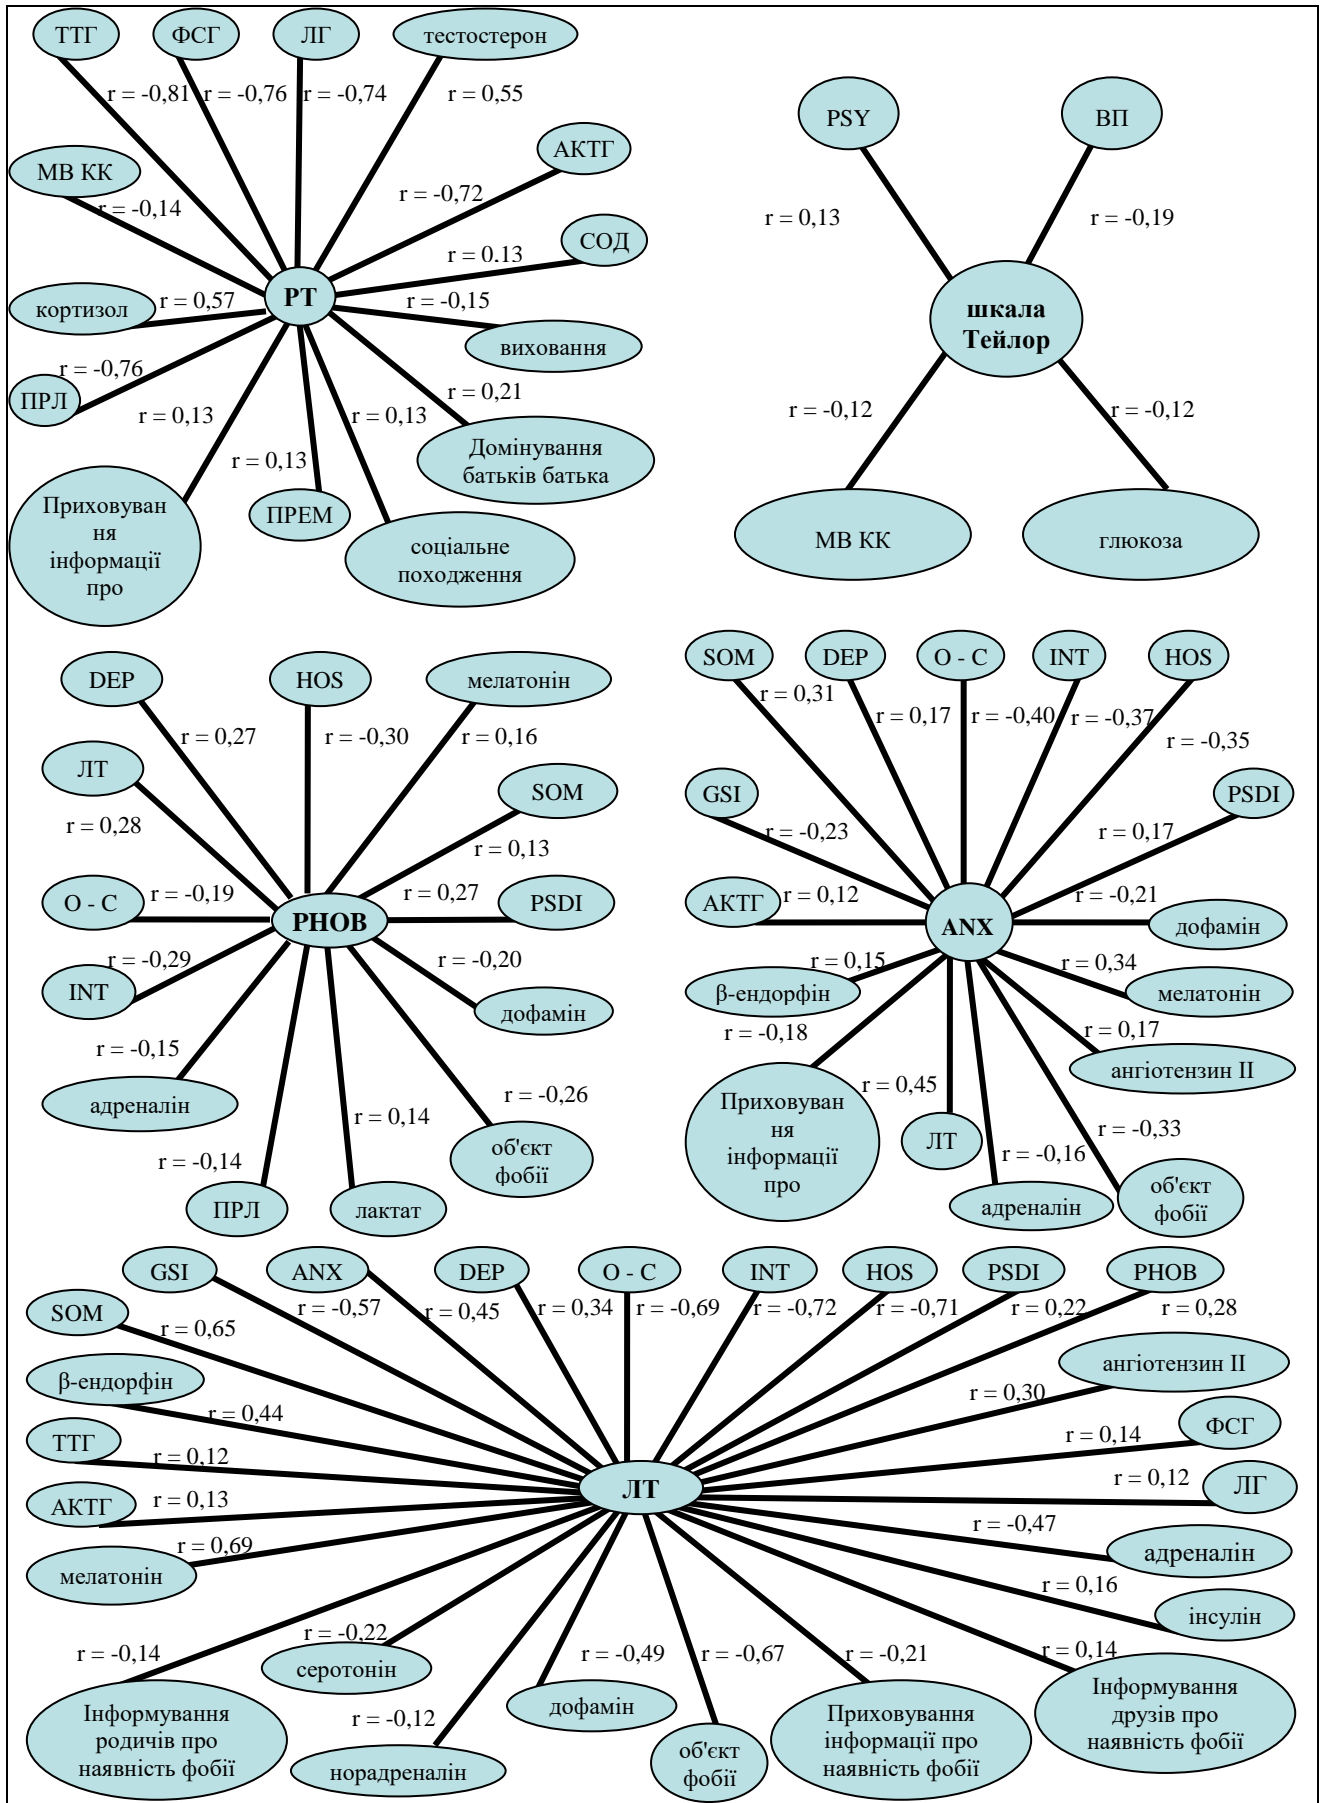 ТТГ
ФСГ
ЛГ
тестостерон
r = -0,81
r = -0,76
r = -0,74
r = 0,55
МВ КК
АКТГ
r = -0,14
r = -0,72
СОД
r = 0,13
РТ
кортизол
r = 0,57
r = -0,15
виховання
r = -0,76
ПРЛ
r = 0,21
r = 0,13
r = 0,13
Домінування
батьків батька
r = 0,13
Приховуван
ня
інформації
про
ПРЕМ
соціальне
походження
PSY
ВП
r = 0,13
r = -0,19
шкала
Тейлор
r = -0,12
r = -0,12
МВ КК
глюкоза
DEP
HOS
мелатонін
r = 0,27
r = -0,30
r = 0,16
ЛТ
SOM
r = 0,28
r = 0,13
О - С
r = -0,19
r = 0,27
PSDI
PHOB
r = -0,29
r = -0,20
INT
дофамін
r = -0,15
адреналін
r = -0,26
r = 0,14
об'єкт
фобії
r = -0,14
ПРЛ
лактат
SOM
DEP
О - С
INT
HOS
r = 0,31
r = 0,17
r = -0,40
r = -0,37
r = -0,35
GSI
PSDI
r = -0,23
r = 0,17
АКТГ
r = 0,12
r = -0,21
ANX
дофамін
r = 0,15
r = 0,34
β-ендорфін
мелатонін
r = -0,18
r = 0,17
ангіотензин II
r = 0,45
Приховуван
ня
інформації
про
ЛТ
r = -0,33
r = -0,16
адреналін
об'єкт
фобії
GSI
ANX
DEP
О - С
INT
HOS
PSDI
PHOB
r = -0,57
r = 0,45
r = 0,34
r = -0,69
r = -0,72
r = -0,71
r = 0,22
r = 0,28
SOM
r = 0,65
ангіотензин II
β-ендорфін
r = 0,30
r = 0,44
ФСГ
ТТГ
r = 0,12
r = 0,14
ЛГ
r = 0,12
ЛТ
АКТГ
r = 0,13
r = -0,47
r = 0,69
адреналін
мелатонін
r = 0,16
інсулін
r = -0,14
r = -0,22
r = -0,49
r = -0,67
r = -0,21
r = 0,14
серотонін
Інформування
родичів про
наявність фобії
r = -0,12
дофамін
Приховування
інформації про
наявність фобії
Інформування
друзів про
наявність фобії
норадреналін
об'єкт
фобії